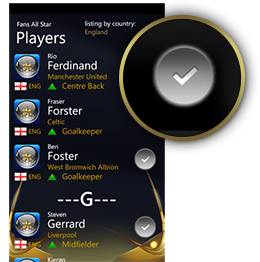 Fans All Star
listing by country:
England
Players
Rio
Ferdinand
Manchester United
ENG Centre Back
Fraser
Forster
Celtic
ENG Goalkeeper
Ben
Foster
West Bromwich Albion
ENG Goalkeeper
---G---
Steven
Gerrard
Liverpool
ENG Midfielder
Kieran